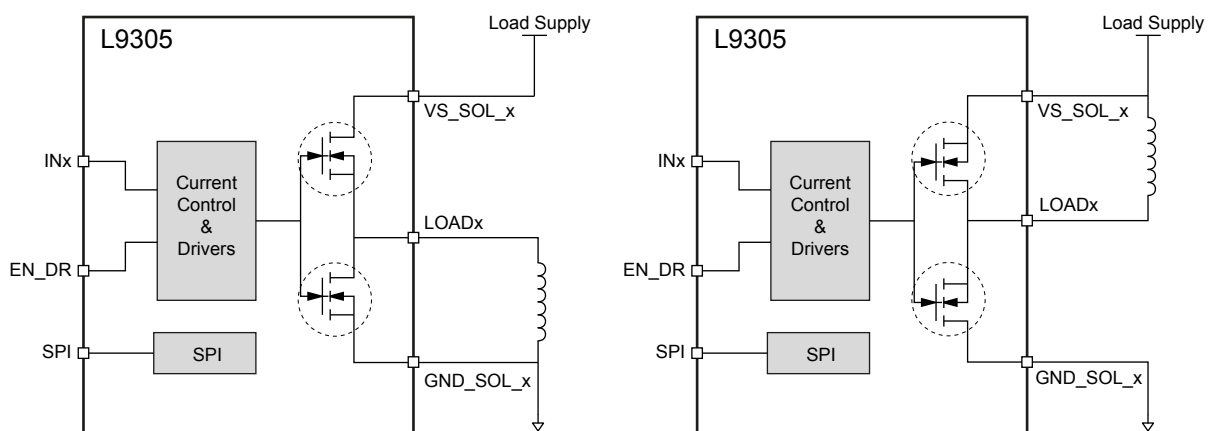 L9305
Load Supply
VS_SOL_x
INx
Current
Control
&
Drivers
LOADx
EN_DR
SPI
SPI
GND_SOL_x
L9305
Load Supply
VS_SOL_x
INx
Current
Control
&
Drivers
LOADx
EN_DR
SPI
SPI
GND_SOL_x